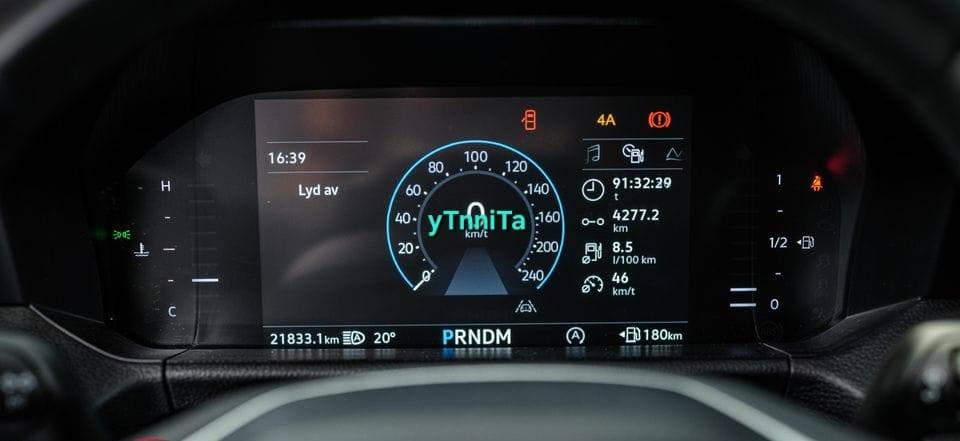 4A
16:39
Lyd av
0
20
40
60
80
100
120
140
160
200
240
0
km/t
yTnniTa
91:32:29
t
4277.2
km
8.5
l/100 km
46
km/t
H
C
1
1/2
0
21833.1km
A
20°
PRNDM
A
180km